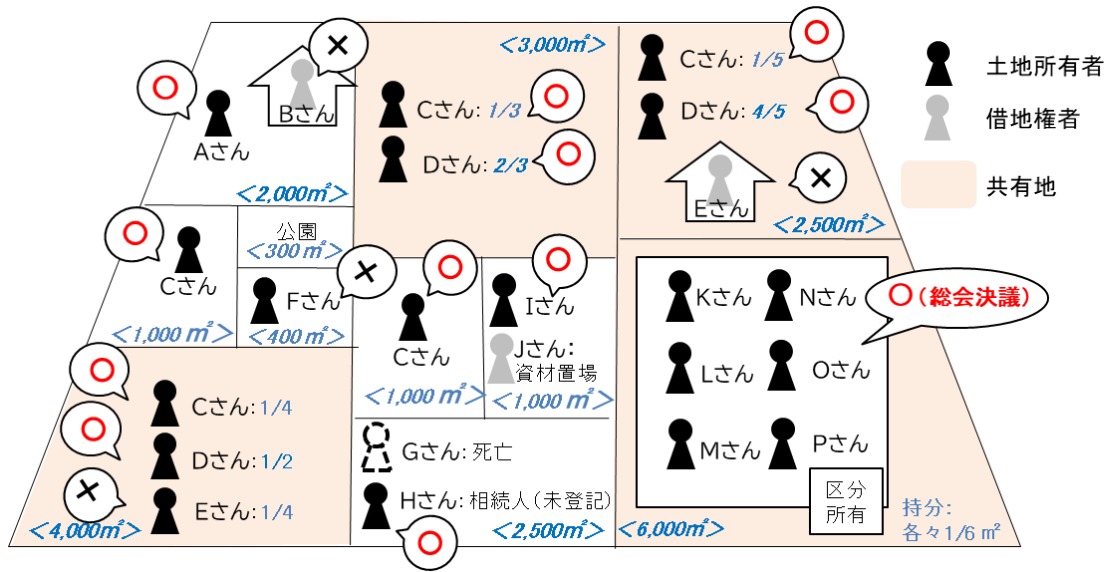 ×
○
Bさん
Aさん
<2,000㎡>
<3,000㎡>
Cさん: 1/3
○
Dさん: 2/3
○
Cさん: 1/5
○
Dさん: 4/5
○
×
Eさん
<2,500㎡>
土地所有者
借地権者
共有地
○
Cさん
<1,000㎡>
公園
<300㎡>
×
Fさん
<400㎡>
○
Cさん
<1,000㎡>
○
Iさん
Jさん:
資材置場
<1,000㎡>
Kさん
Nさん
Lさん
Oさん
Mさん
Pさん
○(総会決議)
区分
所有
持分:
各々1/6㎡
<6,000㎡>
○
Cさん: 1/4
○
Dさん: 1/2
×
Eさん: 1/4
<4,000㎡>
Gさん: 死亡
Hさん: 相続人(未登記)
○
<2,500㎡>